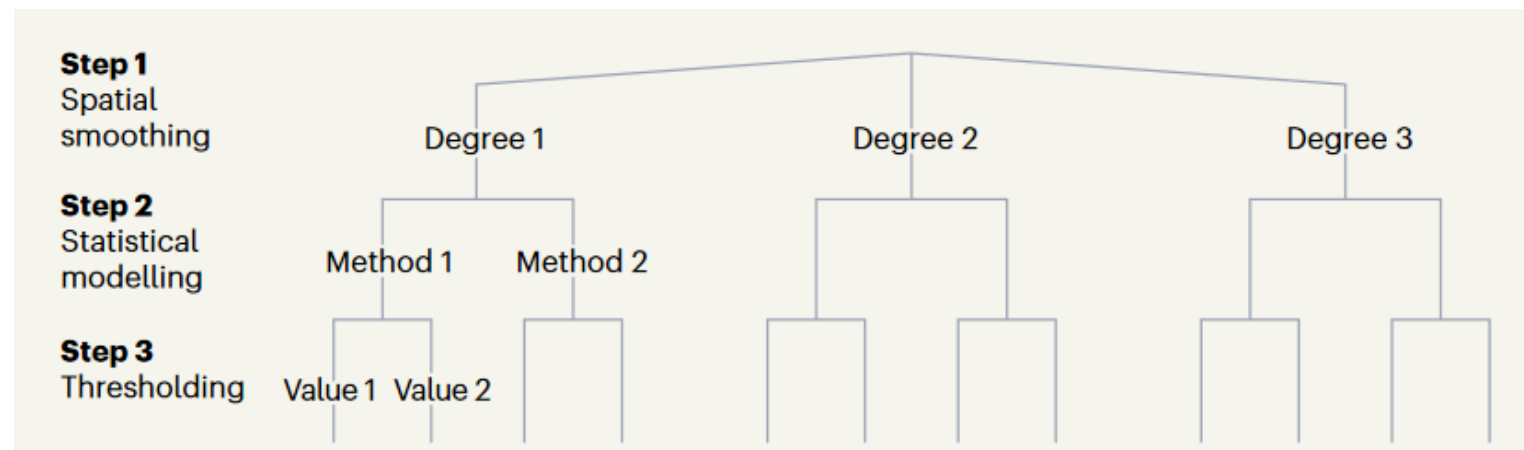 Step 1
Spatial
smoothing
Degree 1
Degree 2
Degree 3
Step 2
Statistical
modelling
Method 1
Method 2
Step 3
Thresholding
Value 1
Value 2